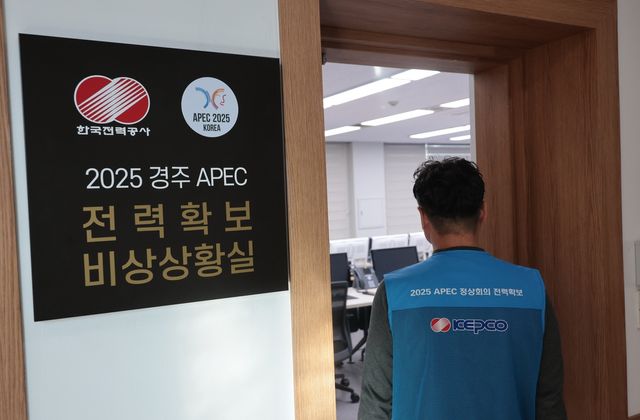 한국전력공사
APEC 2025
KOREA
2025 경주 APEC
전력확보
비상상황실
2025 APEC 정상회의 전력확보
KEPCO